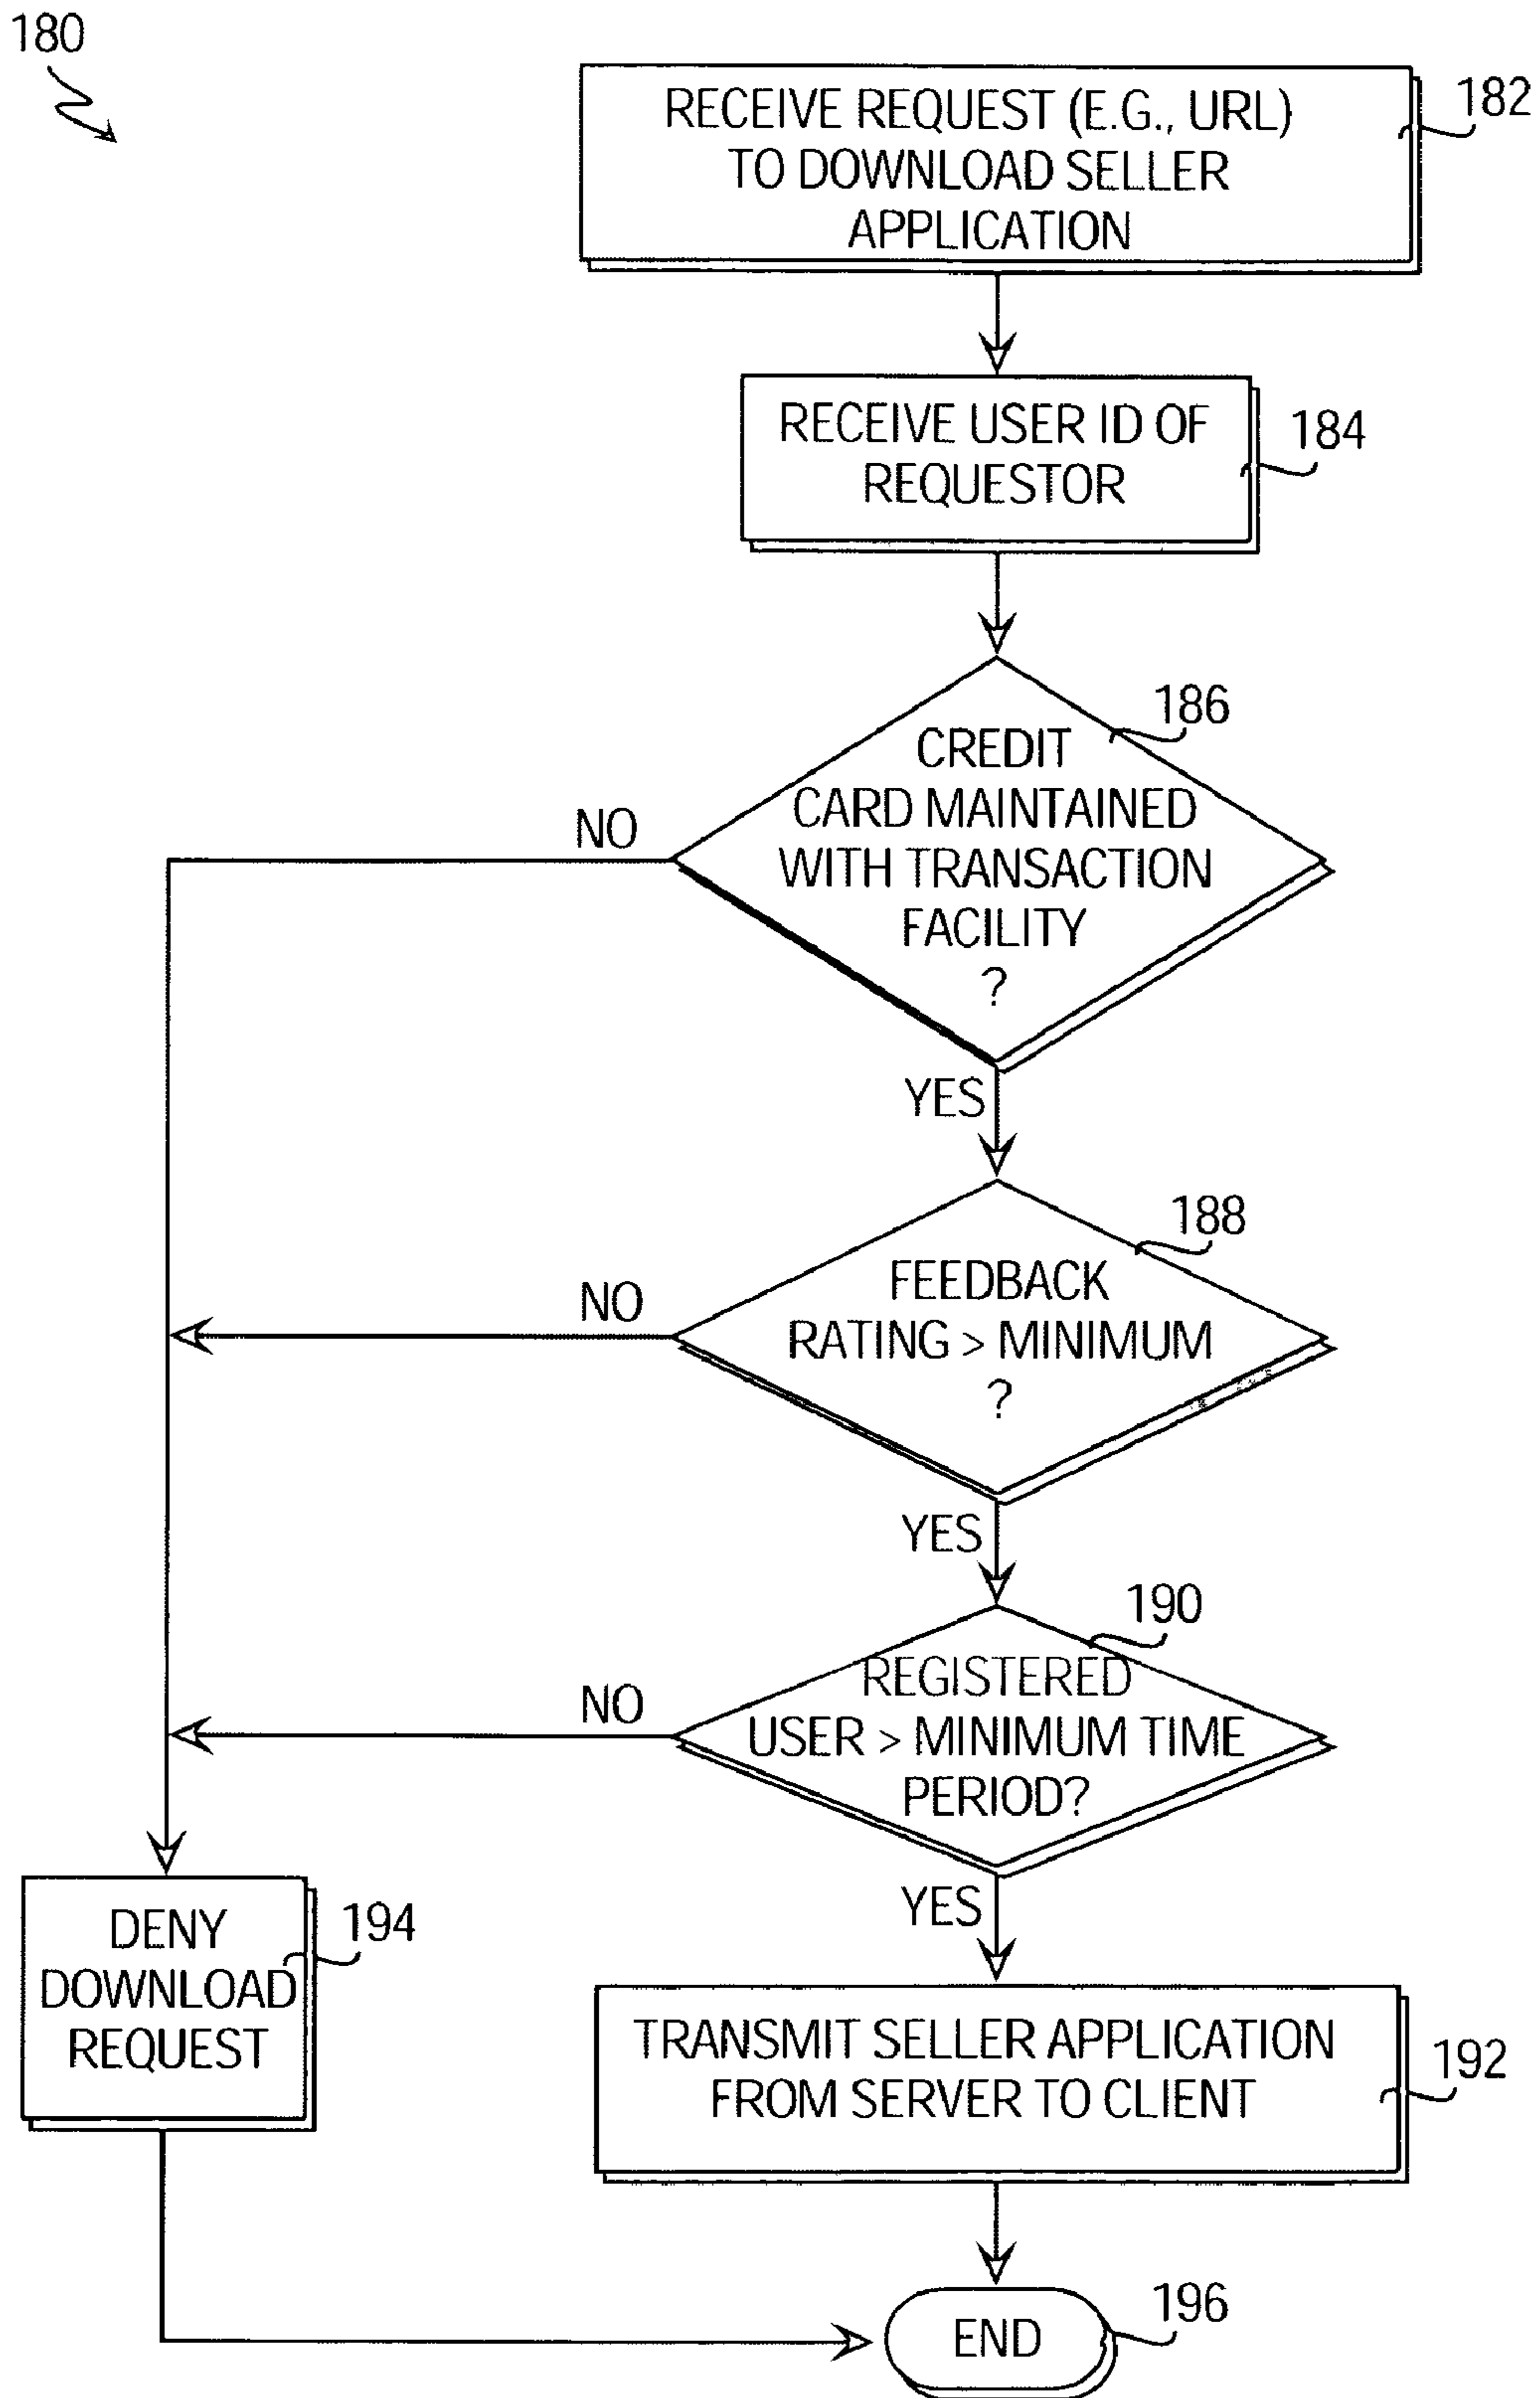 180
RECEIVE REQUEST (E.G., URL)
TO DOWNLOAD SELLER
APPLICATION
182
RECEIVE USER ID OF
REQUESTOR
184
CREDIT
CARD MAINTAINED
WITH TRANSACTION
FACILITY
?
186
NO
YES
FEEDBACK
RATING > MINIMUM
?
188
NO
YES
REGISTERED
USER > MINIMUM TIME
PERIOD?
190
NO
YES
DENY
DOWNLOAD
REQUEST
194
TRANSMIT SELLER APPLICATION
FROM SERVER TO CLIENT
192
END
196